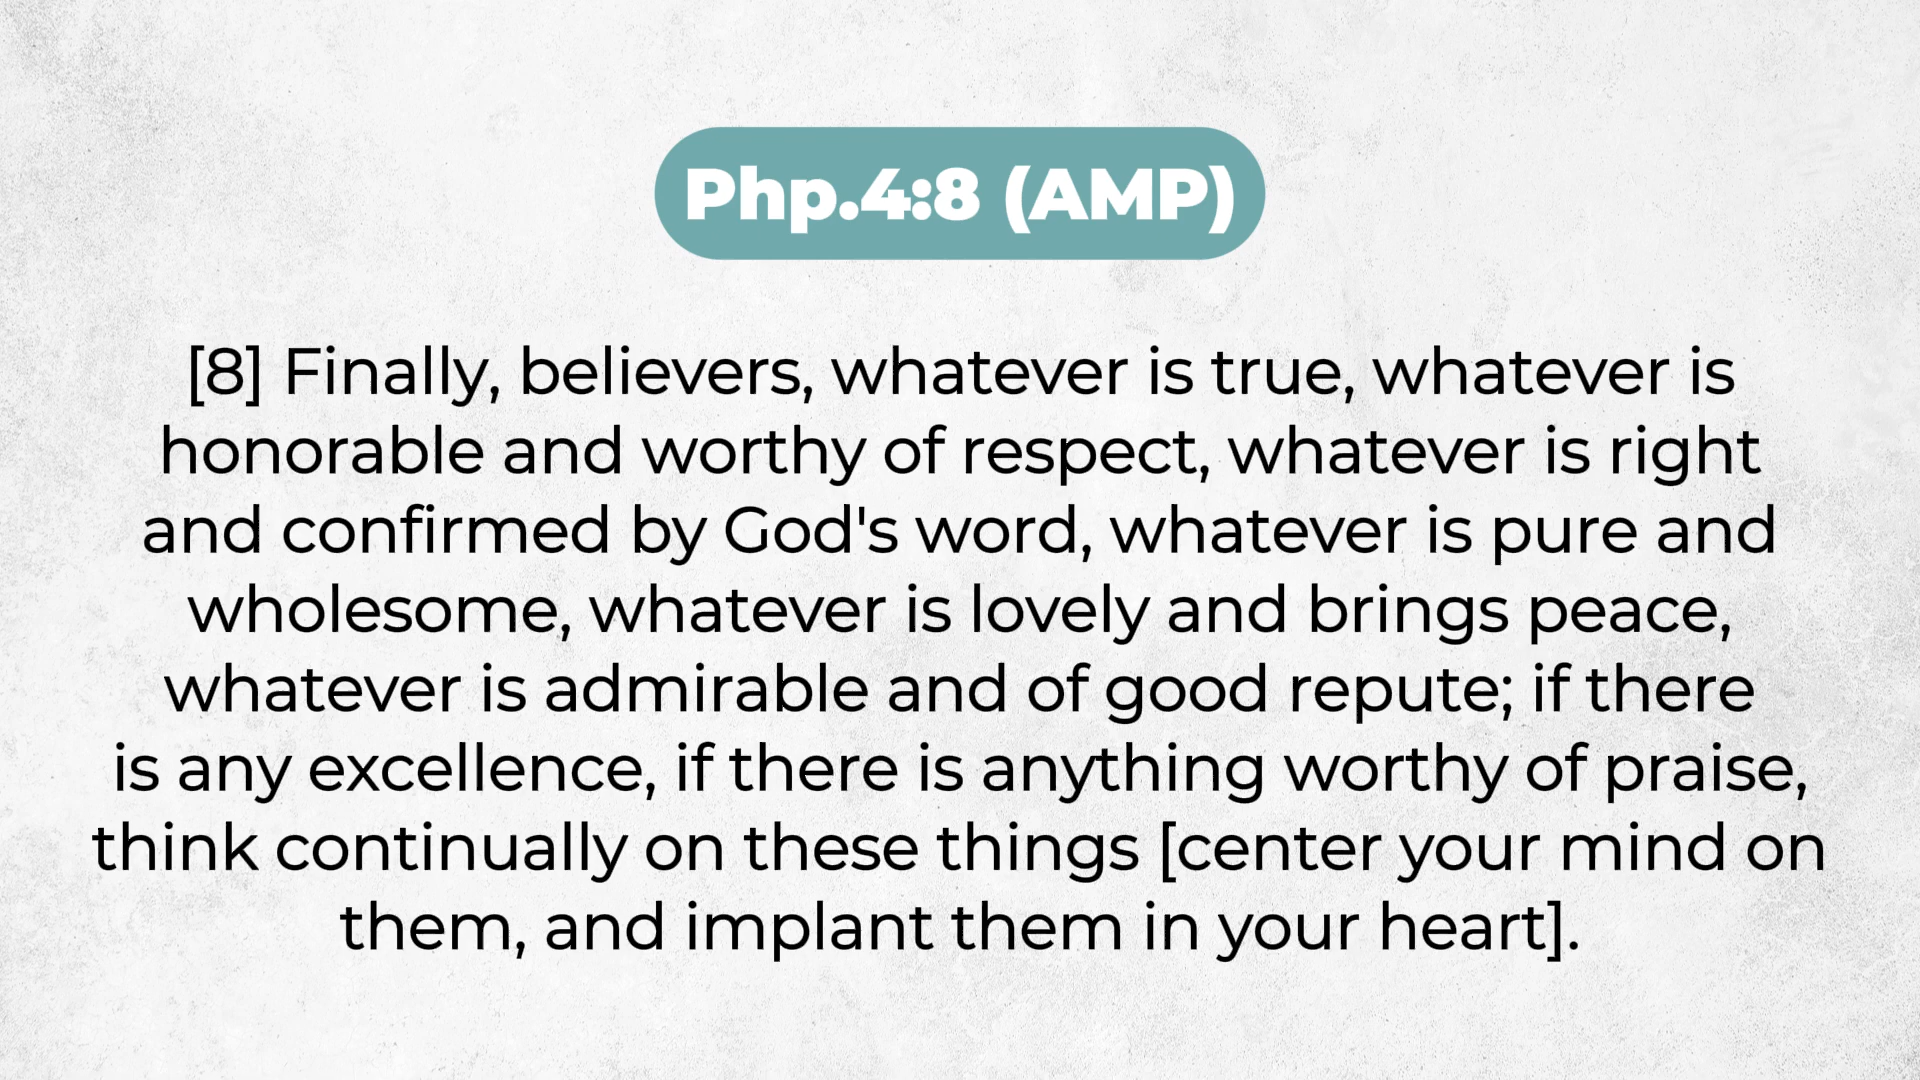 Php.4:8 (AMP)
[8] Finally, believers, whatever is true, whatever is
honorable and worthy of respect, whatever is right
and confirmed by God's word, whatever is pure and
wholesome, whatever is lovely and brings peace,
whatever is admirable and of good repute; if there
is any excellence, if there is anything worthy of praise,
think continually on these things [center your mind on
them, and implant them in your heart].